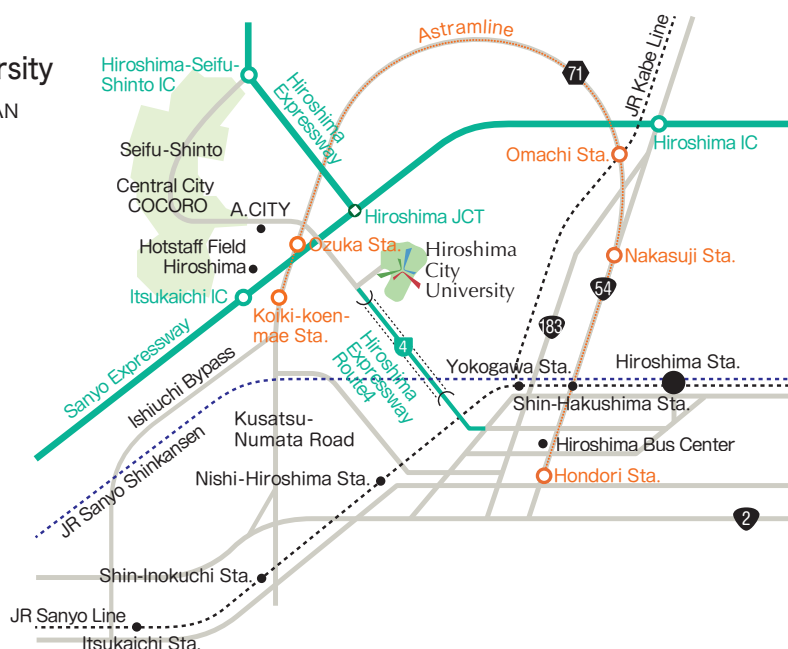 rsity
AN
Astramline
71
JR Kabe Line
Hiroshima-Seifu-
Shinto IC
Hiroshima
Expressway
Hiroshima IC
Omachi Sta.
Seifu-Shinto
Central City
COCORO
A.CITY
Hiroshima JCT
Hotstaff Field
Hiroshima
Ozuka Sta.
Hiroshima
City
University
Nakasuji Sta.
54
Itsukaichi IC
Koiki-koen-
mae Sta.
183
4
Hiroshima
Expressway
Route4
Sanyo Expressway
Ishiuchi Bypass
Yokogawa Sta.
Hiroshima Sta.
Shin-Hakushima Sta.
Kusatsu-
Numata Road
JR Sanyo Shinkansen
Hiroshima Bus Center
Nishi-Hiroshima Sta.
Hondori Sta.
2
Shin-Inokuchi Sta.
JR Sanyo Line
Itsukaichi Sta.